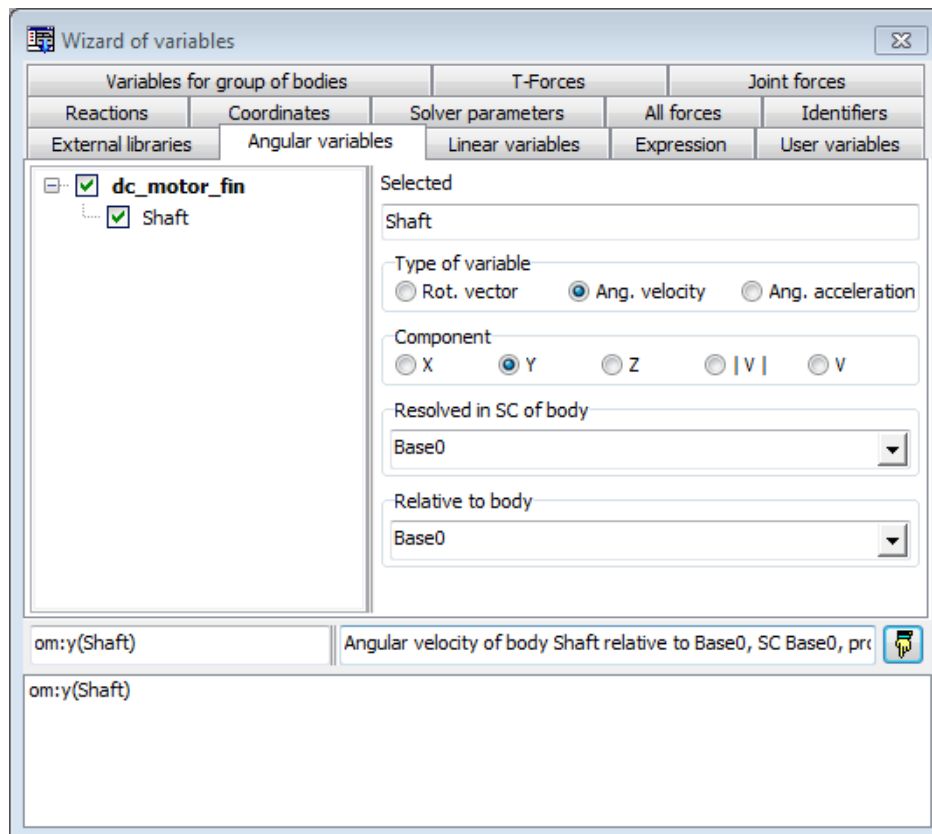 Wizard of variables
Variables for group of bodies T-Forces Joint forces
Reactions Coordinates Solver parameters All forces Identifiers
External libraries Angular variables Linear variables Expression User variables
dc_motor_fin
Shaft
Selected
Shaft
Type of variable
Rot. vector Ang. velocity Ang. acceleration
Component
X Y Z | V | V
Resolved in SC of body
Base0
Relative to body
Base0
om:y(Shaft) Angular velocity of body Shaft relative to Base0, SC Base0, pro
om:y(Shaft)